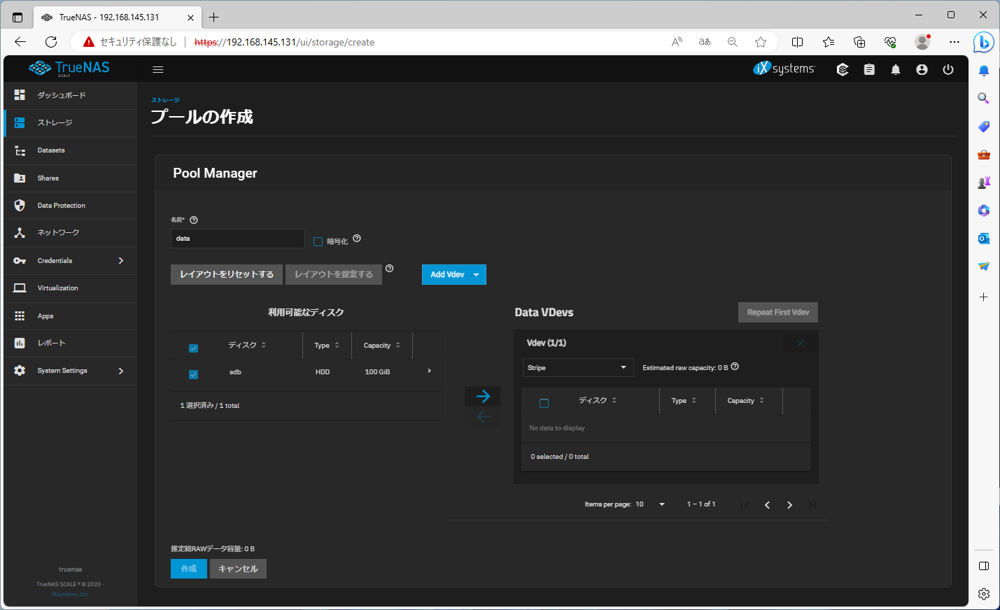 TrueNAS - 192.168.145.131
セキュリティ保護なし
https://192.168.145.131/ui/storage/create
TrueNAS
SCALE
iXsystems
ダッシュボード
ストレージ
Datasets
Shares
Data Protection
ネットワーク
Credentials
Virtualization
Apps
レポート
System Settings
truenas
TrueNAS SCALE ® © 2023 -
iXsystems, Inc
ストレージ
プールの作成
Pool Manager
名前*
data
暗号化
レイアウトをリセットする
レイアウトを提案する
Add Vdev
利用可能なディスク
ディスク Type Capacity
sdb HDD 100 GiB
1 選択済み / 1 total
Data VDevs
Repeat First Vdev
Vdev (1/1)
Stripe
Estimated raw capacity: 0 B
ディスク Type Capacity
No data to display
0 selected / 0 total
Items per page: 10
1 – 1 of 1
推定総RAWデータ容量: 0 B
作成
キャンセル